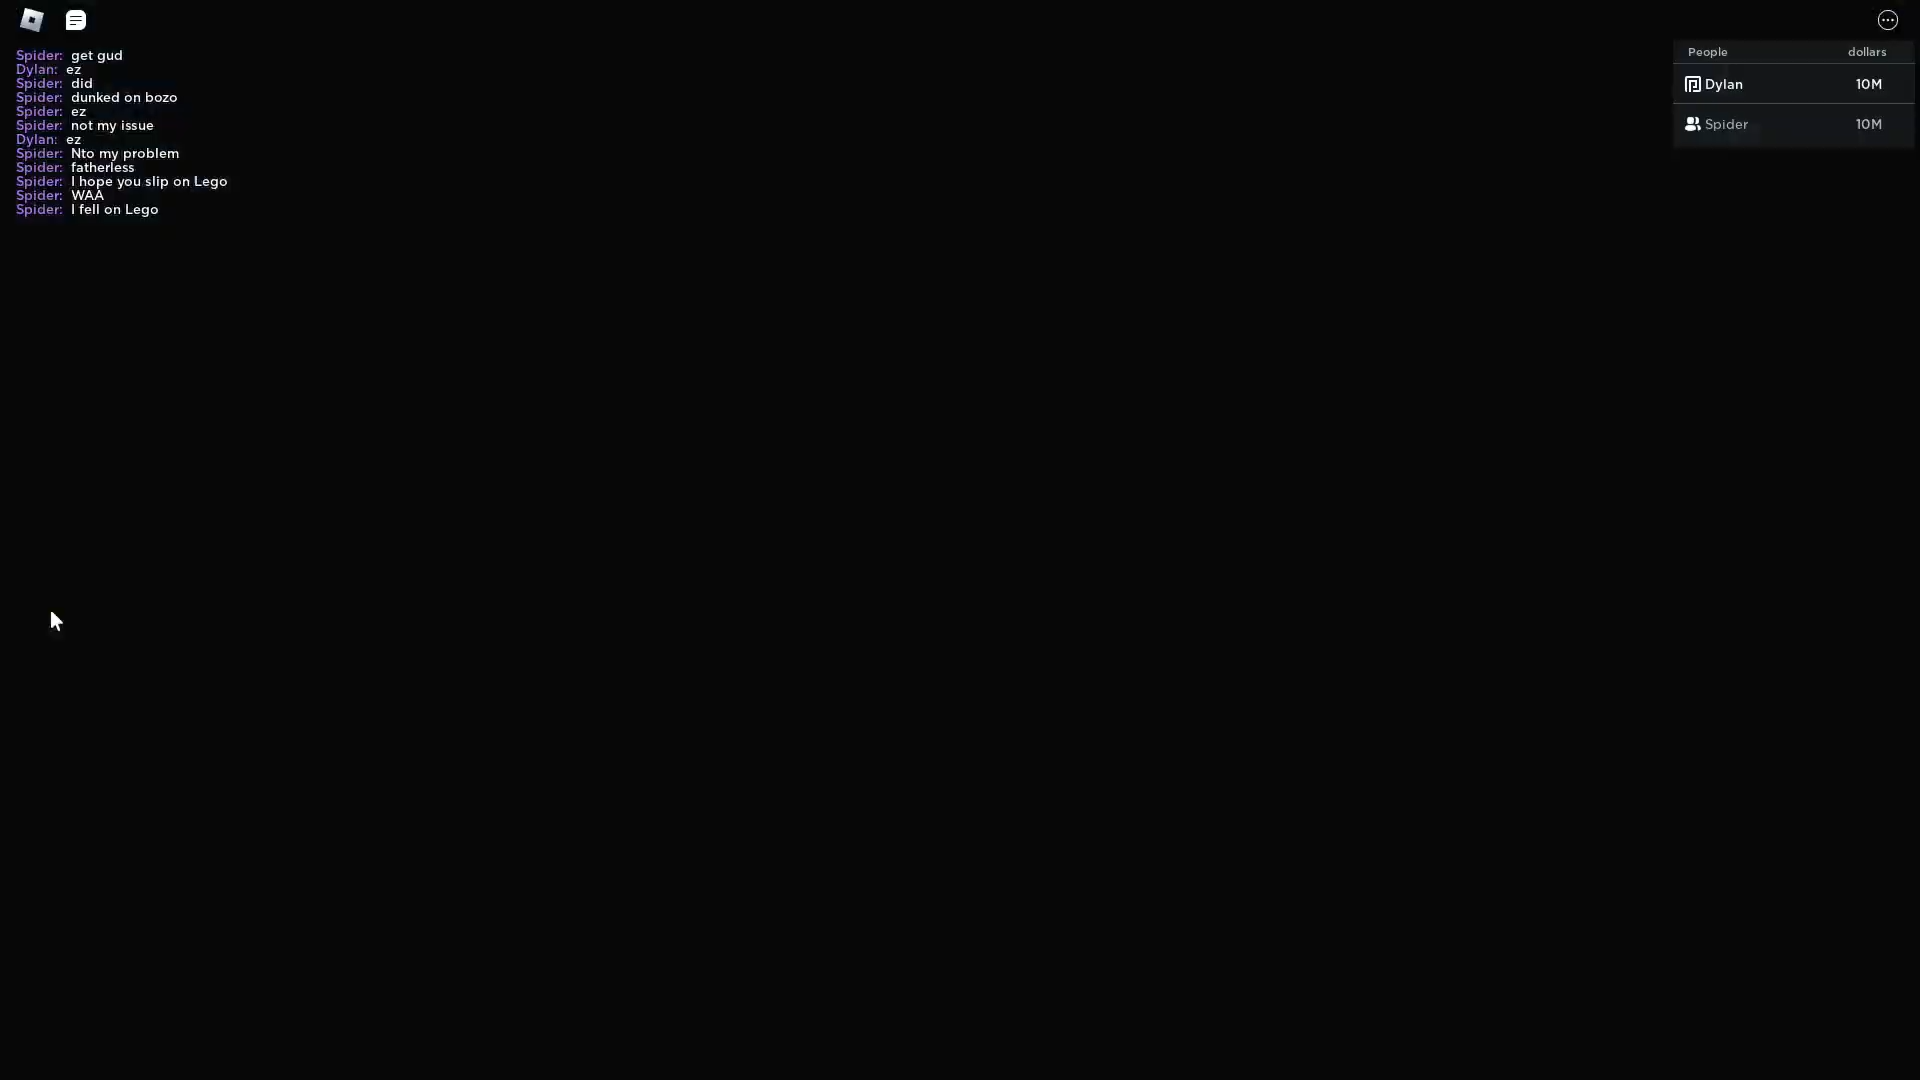 People dollars
Spider: get gud
Dylan: ez
Spider: did
Dylan 10M
Spider: dunked on bozo
Spider: ez
Spider: not my issue
Spider 10M
Dylan: ez
Spider: Nto my problem
Spider: fatherless
Spider: I hope you slip on Lego
Spider: WAA
Spider: I fell on Lego